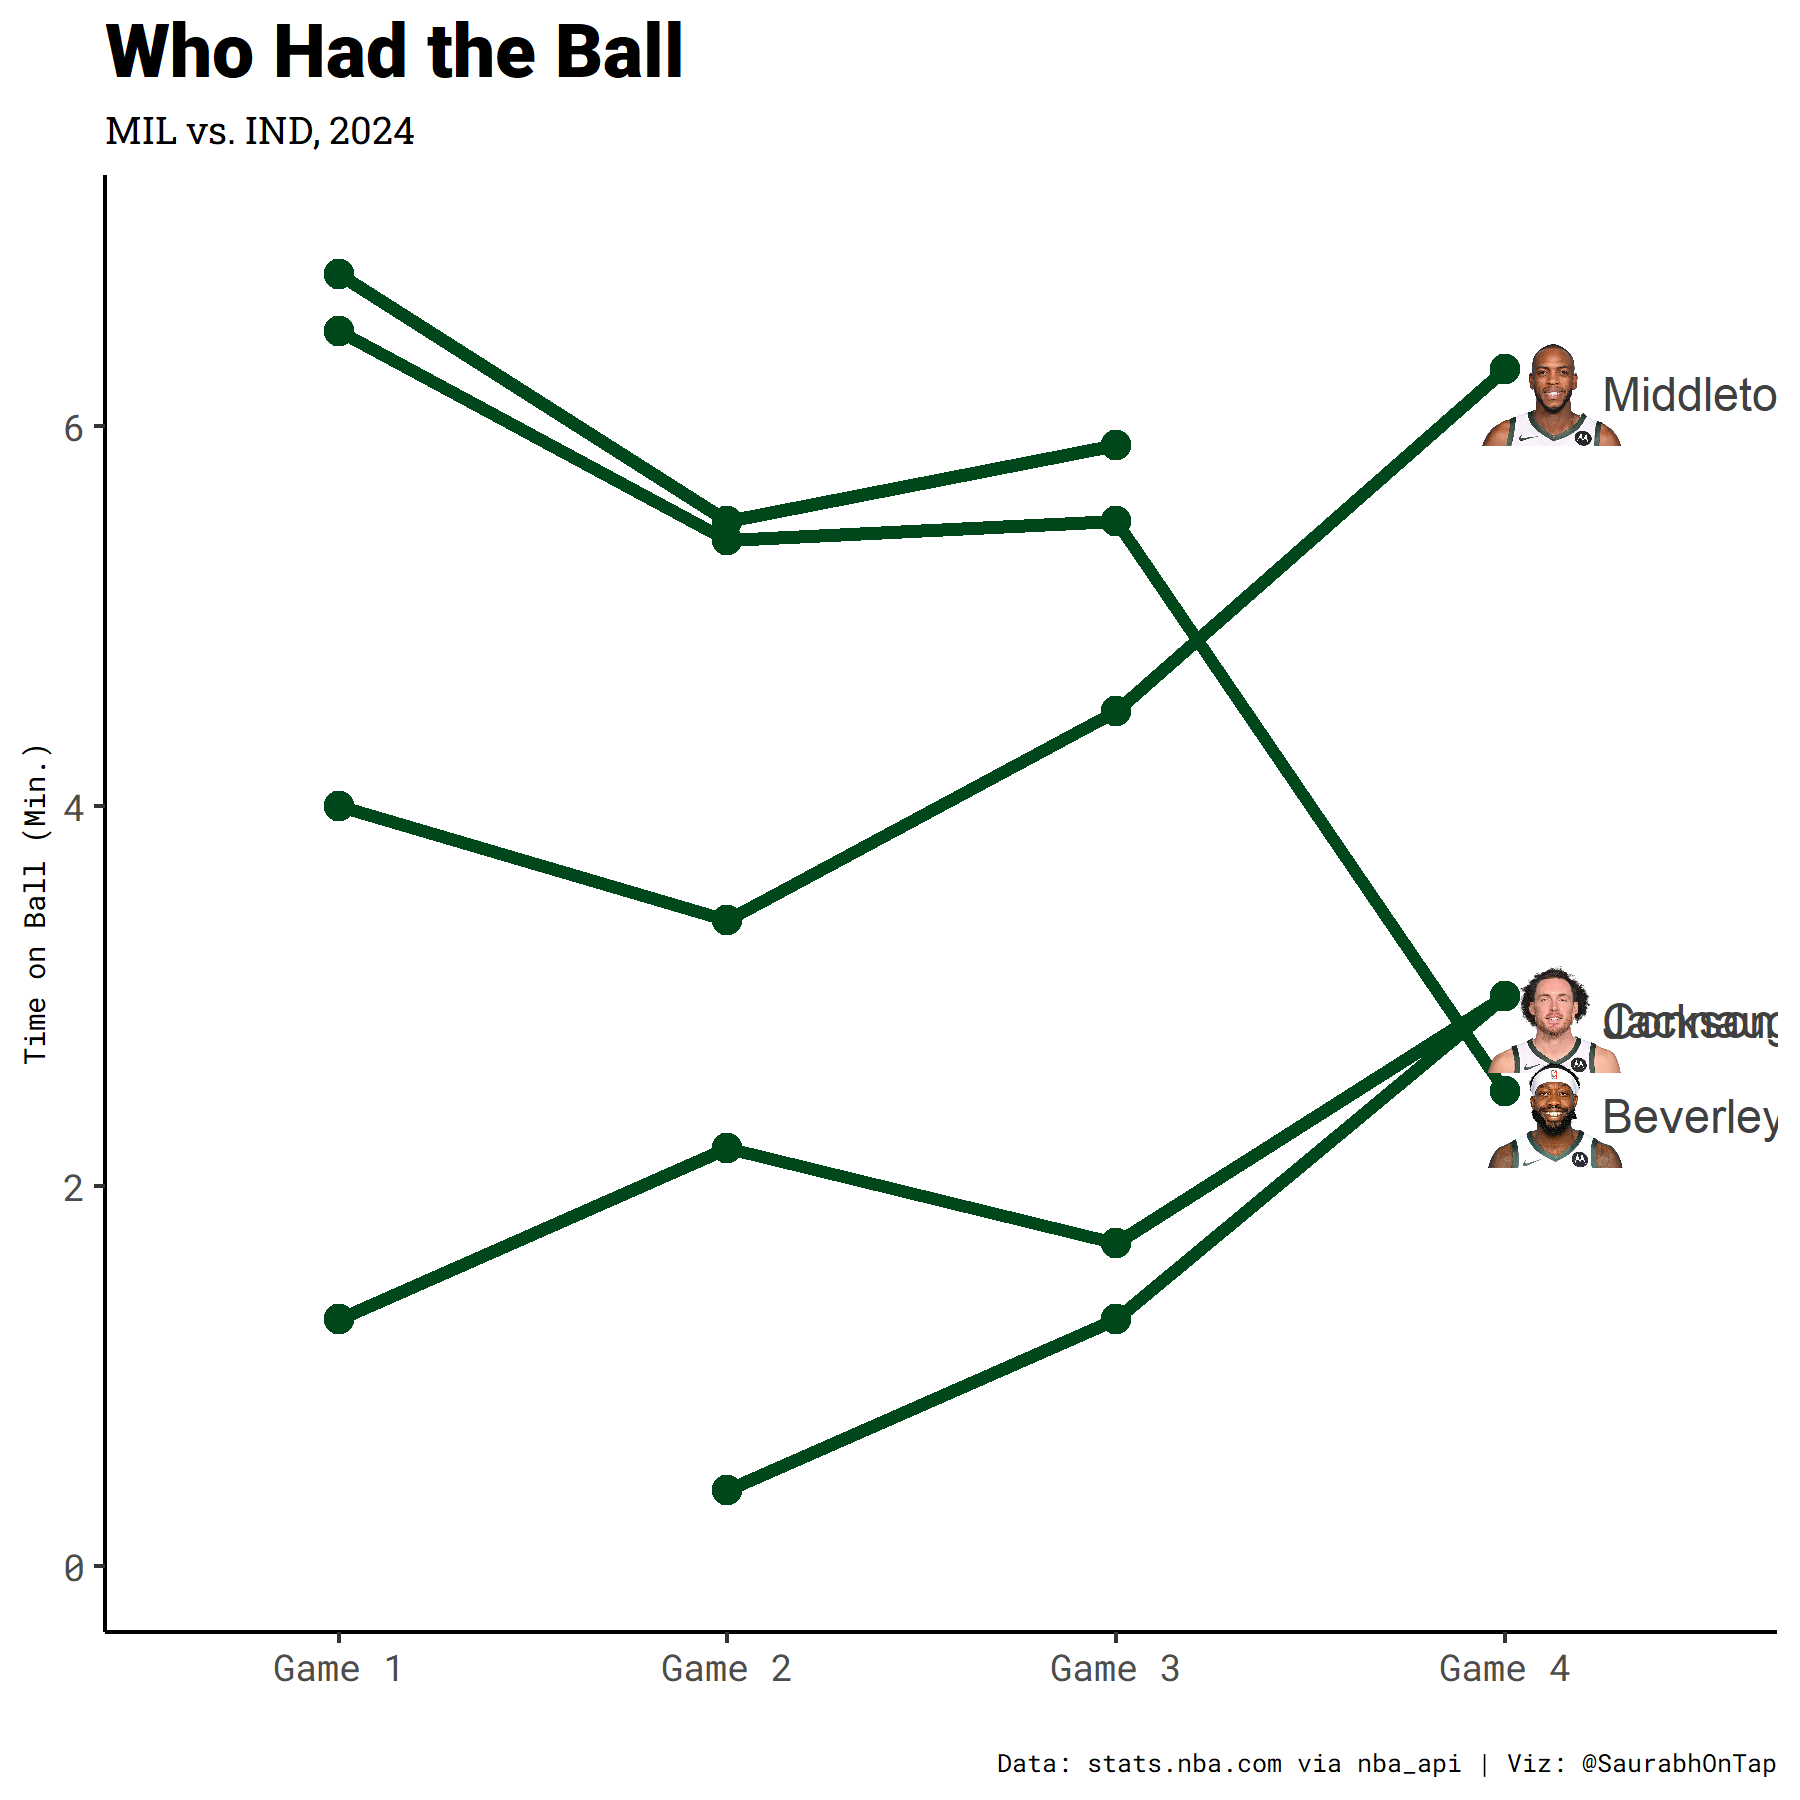 Who Had the Ball
MIL vs. IND, 2024
Time on Ball (Min.)
6
4
2
0
Middleto
Beverley
Game 1 Game 2 Game 3 Game 4
Data: stats.nba.com via nba_api | Viz: @SaurabhOnTap